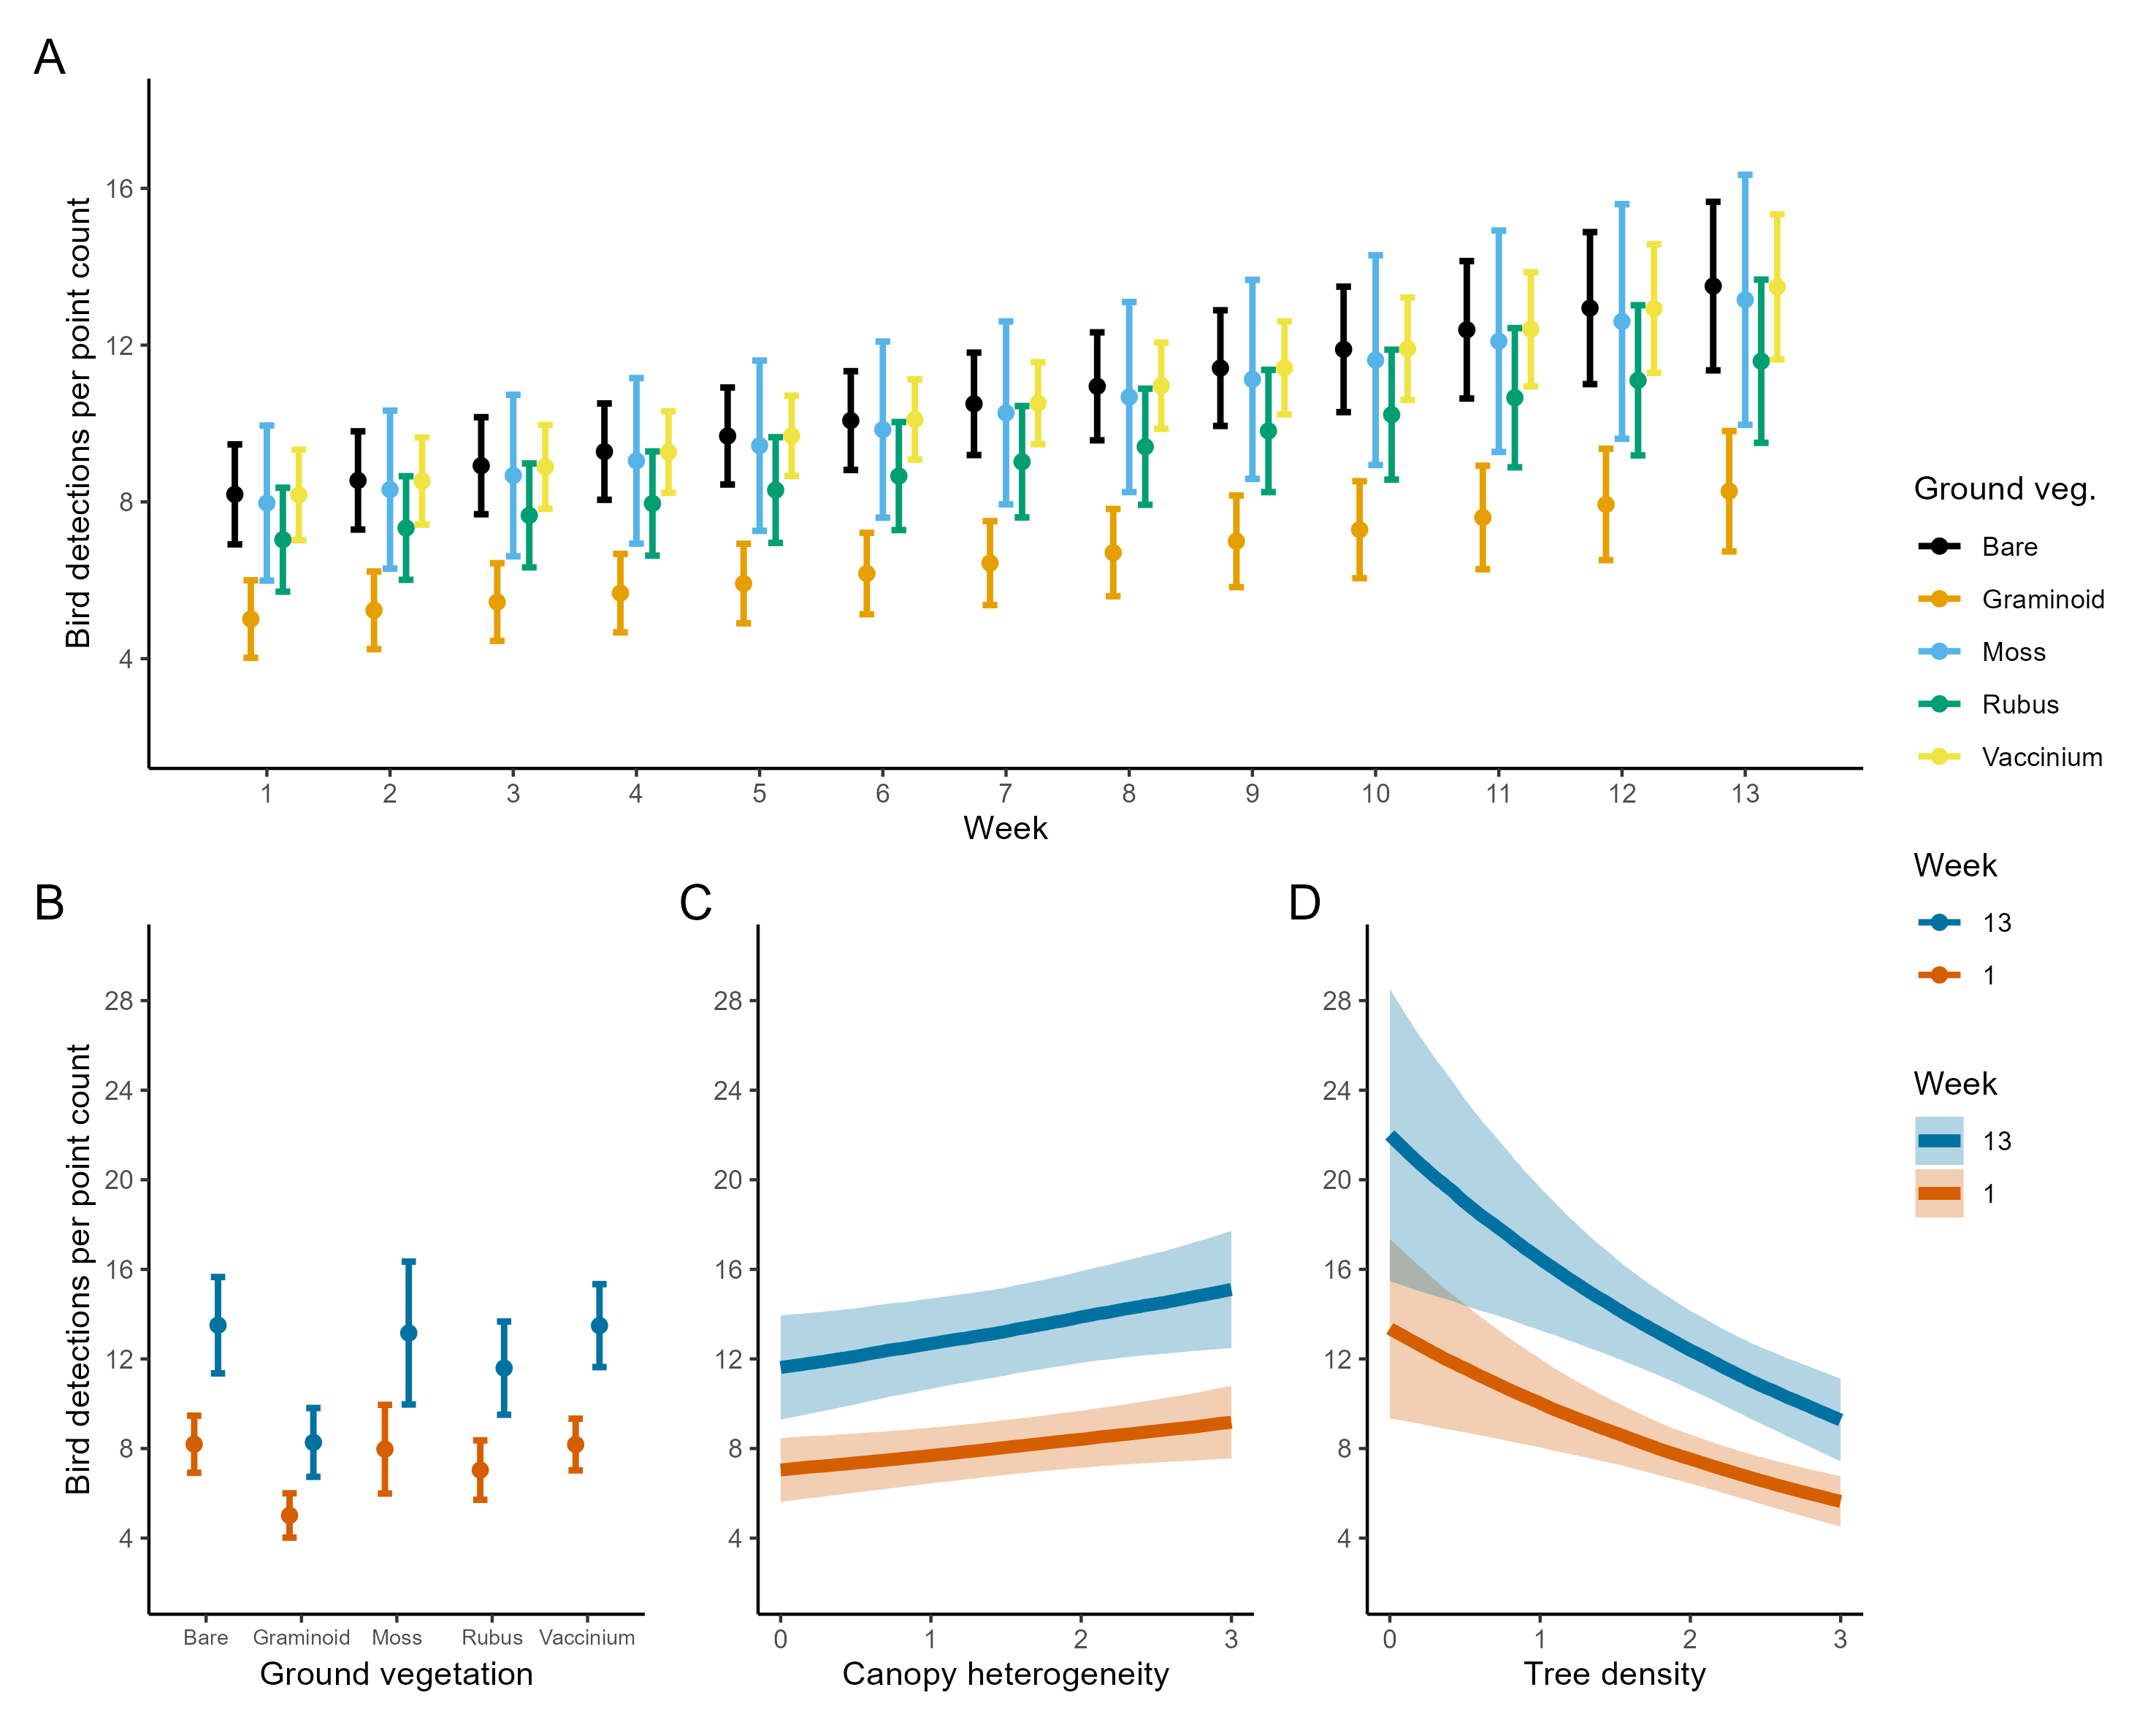 A
Bird detections per point count
16
12
8
4
1 2 3 4 5 6 7 8 9 10 11 12 13
Week
Ground veg.
Bare
Graminoid
Moss
Rubus
Vaccinium
Week
13
1
Week
13
1
B
Bird detections per point count
28
24
20
16
12
8
4
Bare Graminoid Moss Rubus Vaccinium
Ground vegetation
C
28
24
20
16
12
8
4
0 1 2 3
Canopy heterogeneity
D
28
24
20
16
12
8
4
0 1 2 3
Tree density